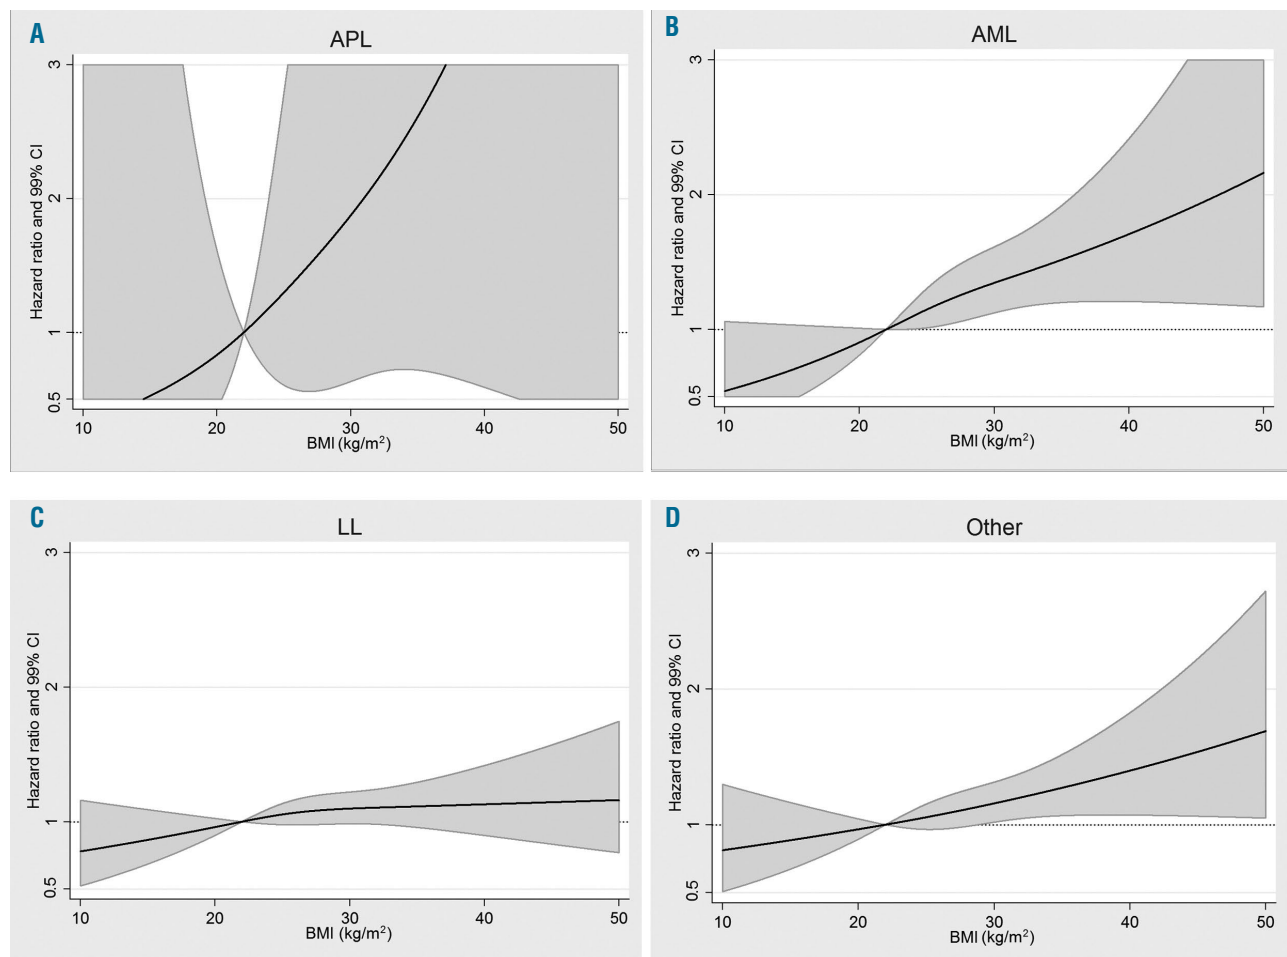 A
APL
Hazard ratio and 99% CI
3
2
1
0.5
10 20 30 40 50
BMI (kg/m²)
B
AML
Hazard ratio and 99% CI
3
2
1
0.5
10 20 30 40 50
BMI (kg/m²)
C
LL
Hazard ratio and 99% CI
3
2
1
0.5
10 20 30 40 50
BMI (kg/m²)
D
Other
Hazard ratio and 99% CI
3
2
1
0.5
10 20 30 40 50
BMI (kg/m²)